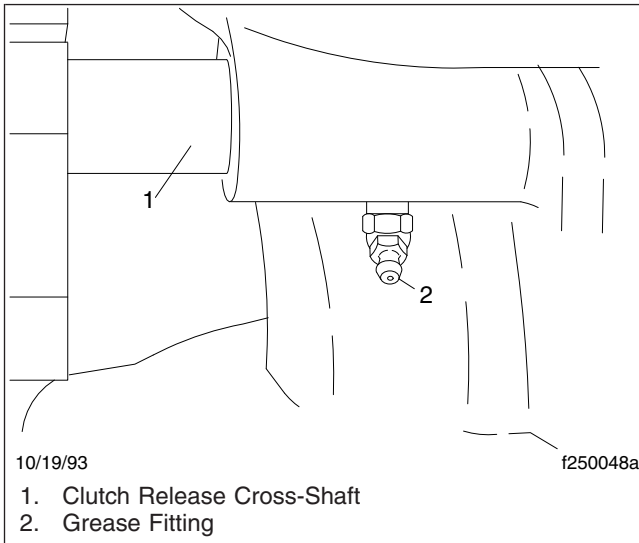 1
2
10/19/93 f250048a
1. Clutch Release Cross-Shaft
2. Grease Fitting